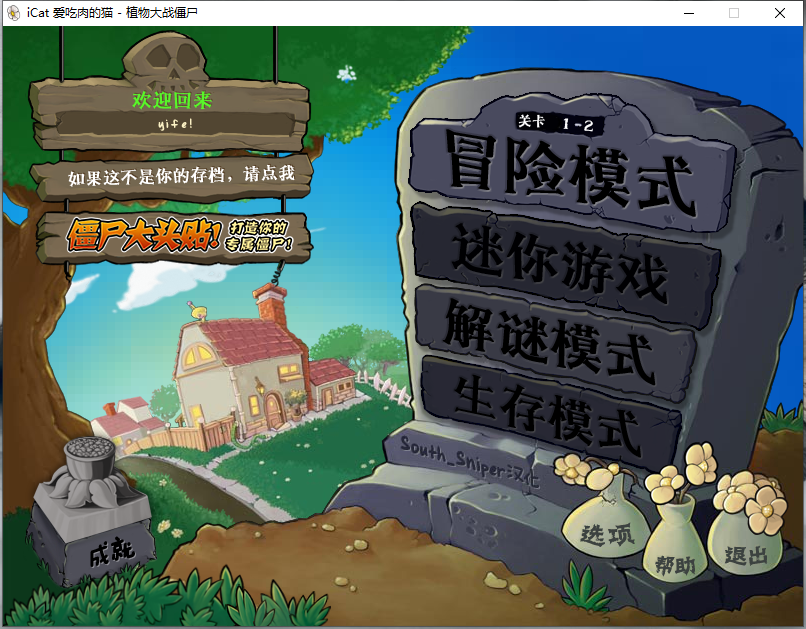 iCat 爱吃肉的猫 - 植物大战僵尸
欢迎回来
yife!
如果这不是你的存档，请点我
僵尸大头贴!
打造你的
专属僵尸!
关卡 1-2
冒险模式
迷你游戏
解谜模式
生存模式
South_Sniper汉化
成就
选项
帮助
退出